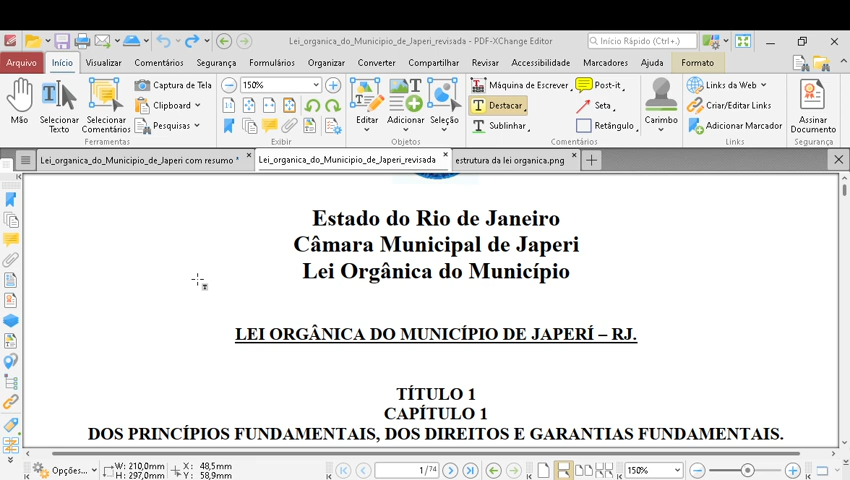 Lei_organica_do_Municipio_de_Japeri_revisada - PDF-XChange Editor
Início Rápido (Ctrl+,)
Arquivo Início Visualizar Comentários Segurança Formulários Organizar Converter Compartilhar Revisar Acessibilidade Marcadores Ajuda Formato
Mão
Selecionar Texto
Selecionar Comentários
Captura de Tela
Clipboard
Pesquisas
Ferramentas
150%
Exibir
Editar
Adicionar
Seleção
Objetos
Máquina de Escrever
Destacar
Sublinhar
Post-it
Seta
Retângulo
Carimbo
Comentários
Links da Web
Criar/Editar Links
Adicionar Marcador
Links
Assinar Documento
Segurança
Lei_organica_do_Municipio_de_Japeri com resumo * Lei_organica_do_Municipio_de_Japeri_revisada estrutura da lei organica.png
Estado do Rio de Janeiro
Câmara Municipal de Japeri
Lei Orgânica do Município
LEI ORGÂNICA DO MUNICÍPIO DE JAPERÍ – RJ.
TÍTULO 1
CAPÍTULO 1
DOS PRINCÍPIOS FUNDAMENTAIS, DOS DIREITOS E GARANTIAS FUNDAMENTAIS.
Opções... W: 210,0mm X: 48,5mm
H: 297,0mm Y: 58,9mm
1/74 150%